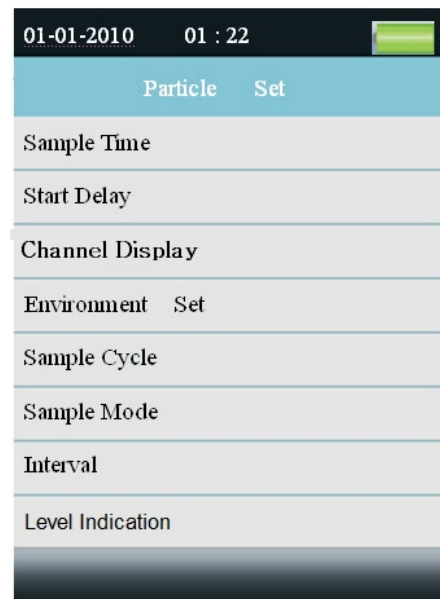 01-01-2010 01 : 22
Particle Set
Sample Time
Start Delay
Channel Display
Environment Set
Sample Cycle
Sample Mode
Interval
Level Indication